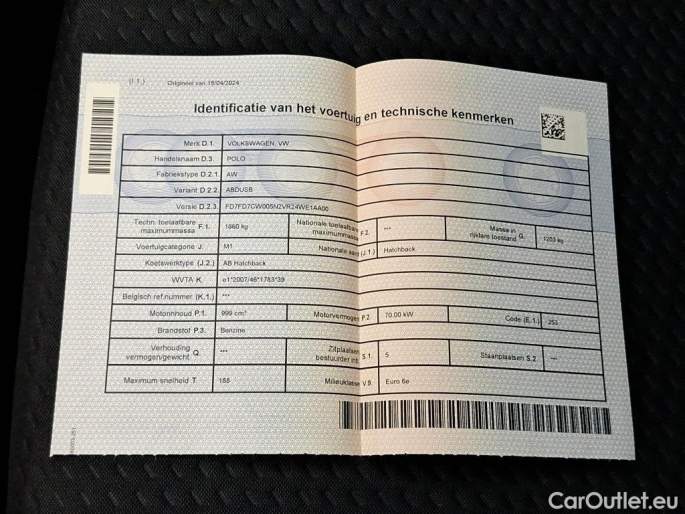 (I.1.) Origineel van 15/04/2024
Identificatie van het voertuig en technische kenmerken
Merk D.1. VOLKSWAGEN, VW
Handelsnaam D.3. POLO
Fabriekstype D.2.1. AW
Variant D.2.2. ABDUSB
Versie D.2.3.
Techn. toelaatbare maximummassa F.1. 1660 kg Nationale toelaatbare maximummassa F.2. *** Massa in rijklare toestand G. 1203 kg
Voertuigcategorie J. M1 Nationale aard (J.1.) Hatchback
Koetswerktype (J.2.) AB Hatchback
WVTA K. e1*2007/46*1783*39
Belgisch ref.nummer (K.1.) ***
Motorinhoud P.1. 999 cm³ Motorvermogen P.2. 70.00 kW Code (E.1.) 253
Brandstof P.3. Benzine
Verhouding vermogen/gewicht Q. *** Zitplaatsen bestuurder inb. S.1. 5 Staanplaatsen S.2. ***
Maximum snelheid T. 188 Milieuklasse V.9. Euro 6e
CarOutlet.eu